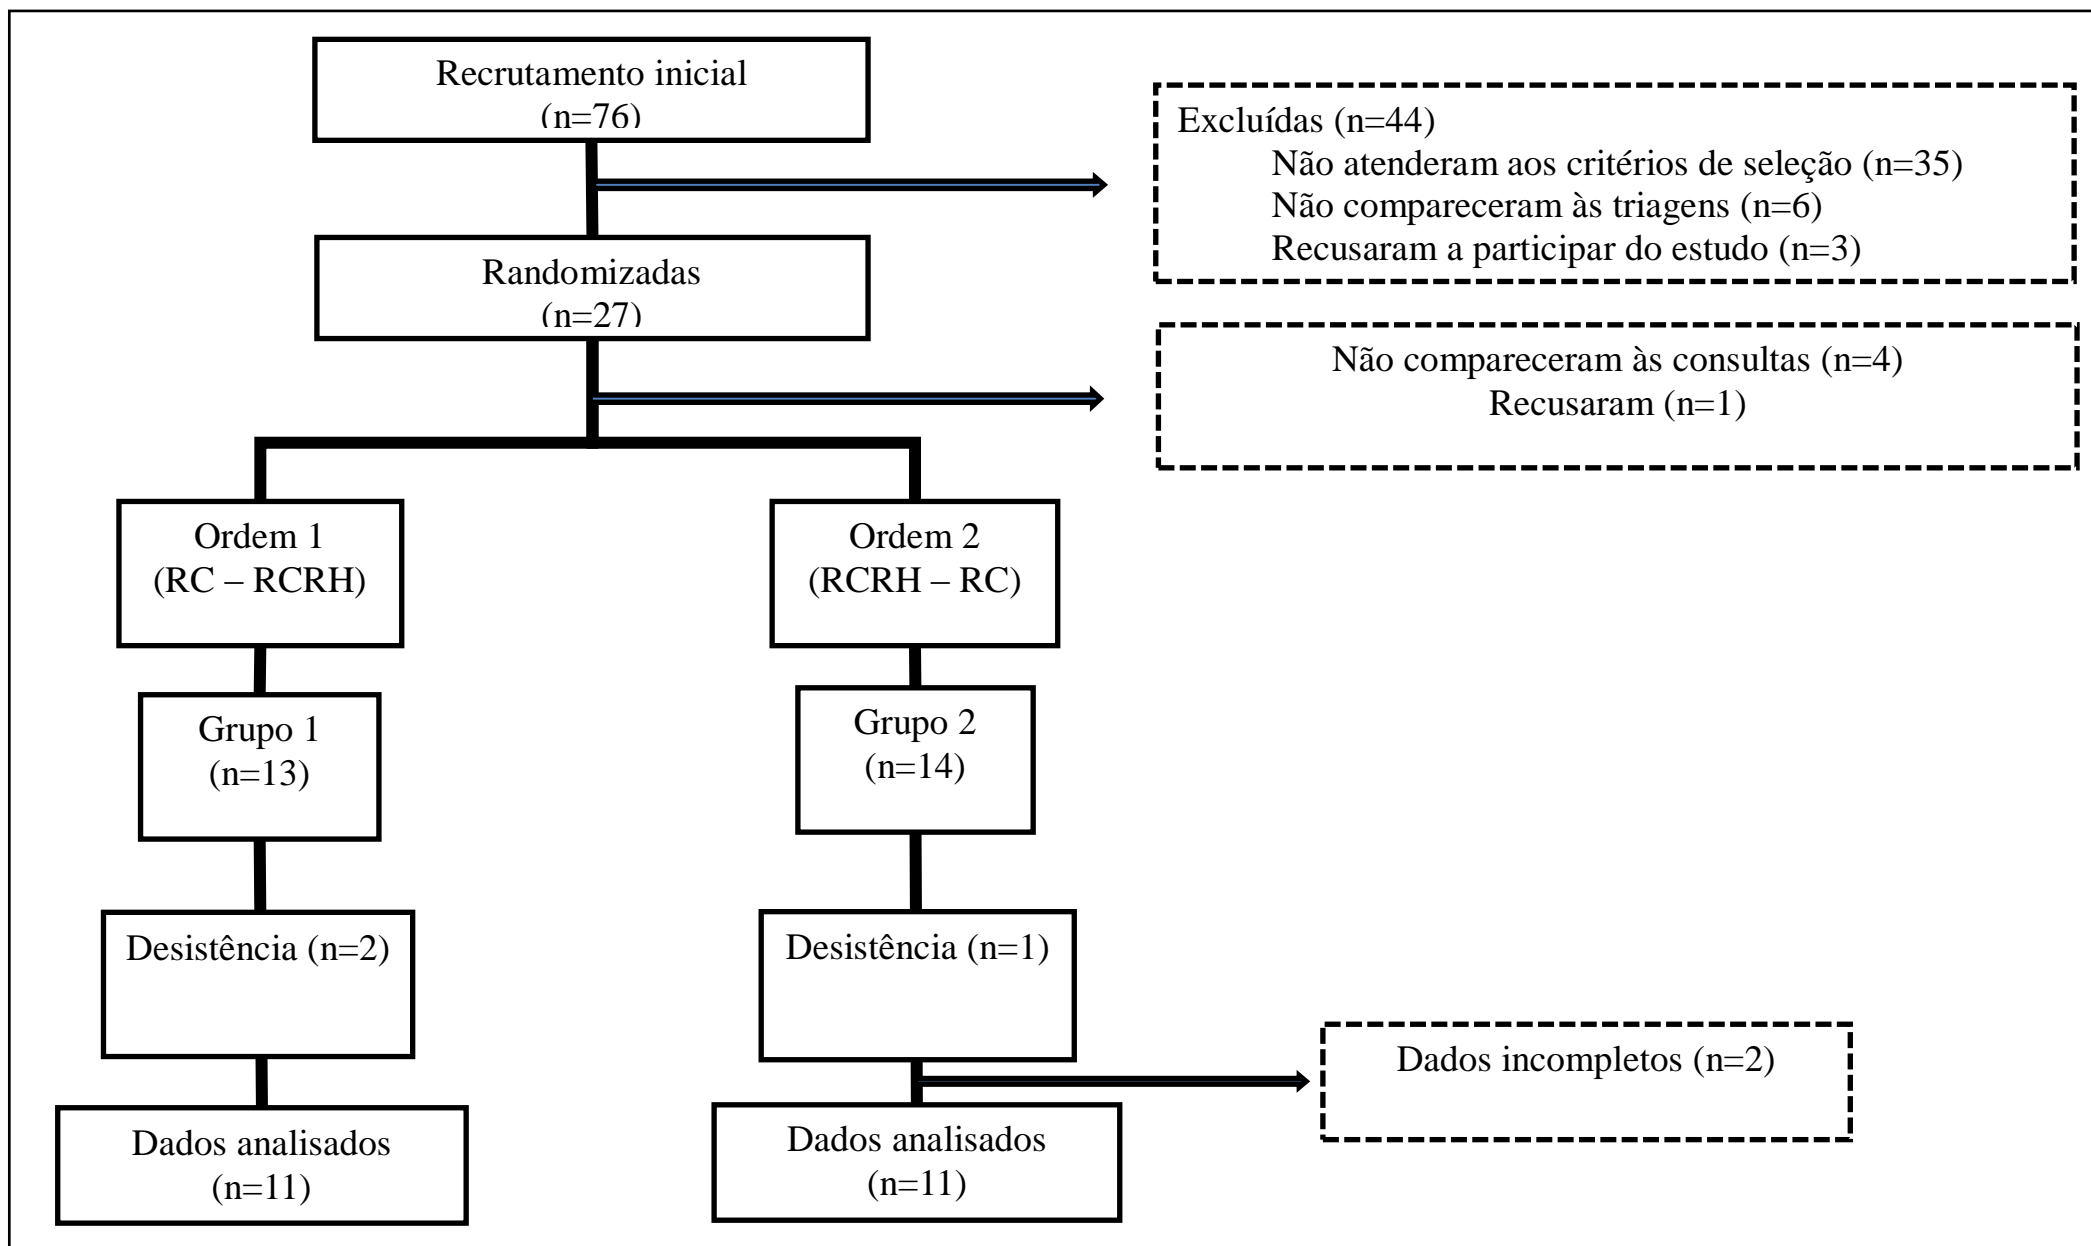 Recrutamento inicial
(n=76)
Excluídas (n=44)
Não atenderam aos critérios de seleção (n=35)
Não compareceram às triagens (n=6)
Recusaram a participar do estudo (n=3)
Randomizadas
(n=27)
Não compareceram às consultas (n=4)
Recusaram (n=1)
Ordem 1
(RC – RCRH)
Ordem 2
(RCRH – RC)
Grupo 1
(n=13)
Grupo 2
(n=14)
Desistência (n=2)
Desistência (n=1)
Dados incompletos (n=2)
Dados analisados
(n=11)
Dados analisados
(n=11)